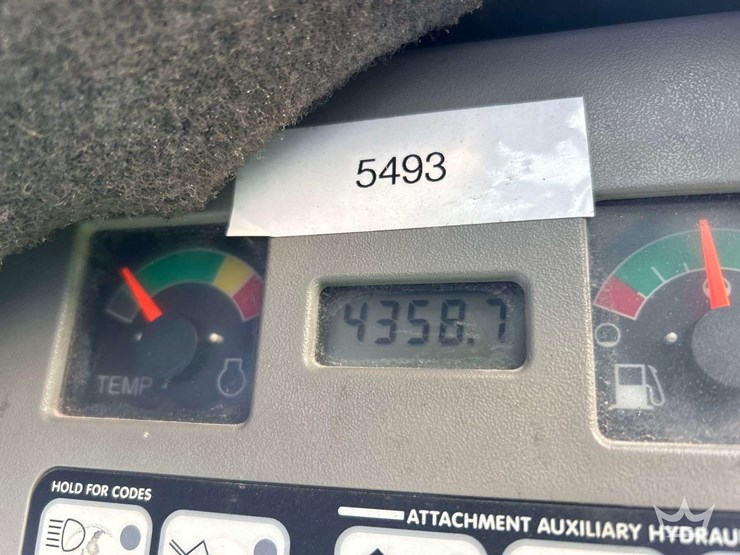 5493
4358.7
TEMP
HOLD FOR CODES
ATTACHMENT AUXILIARY HYDRAU